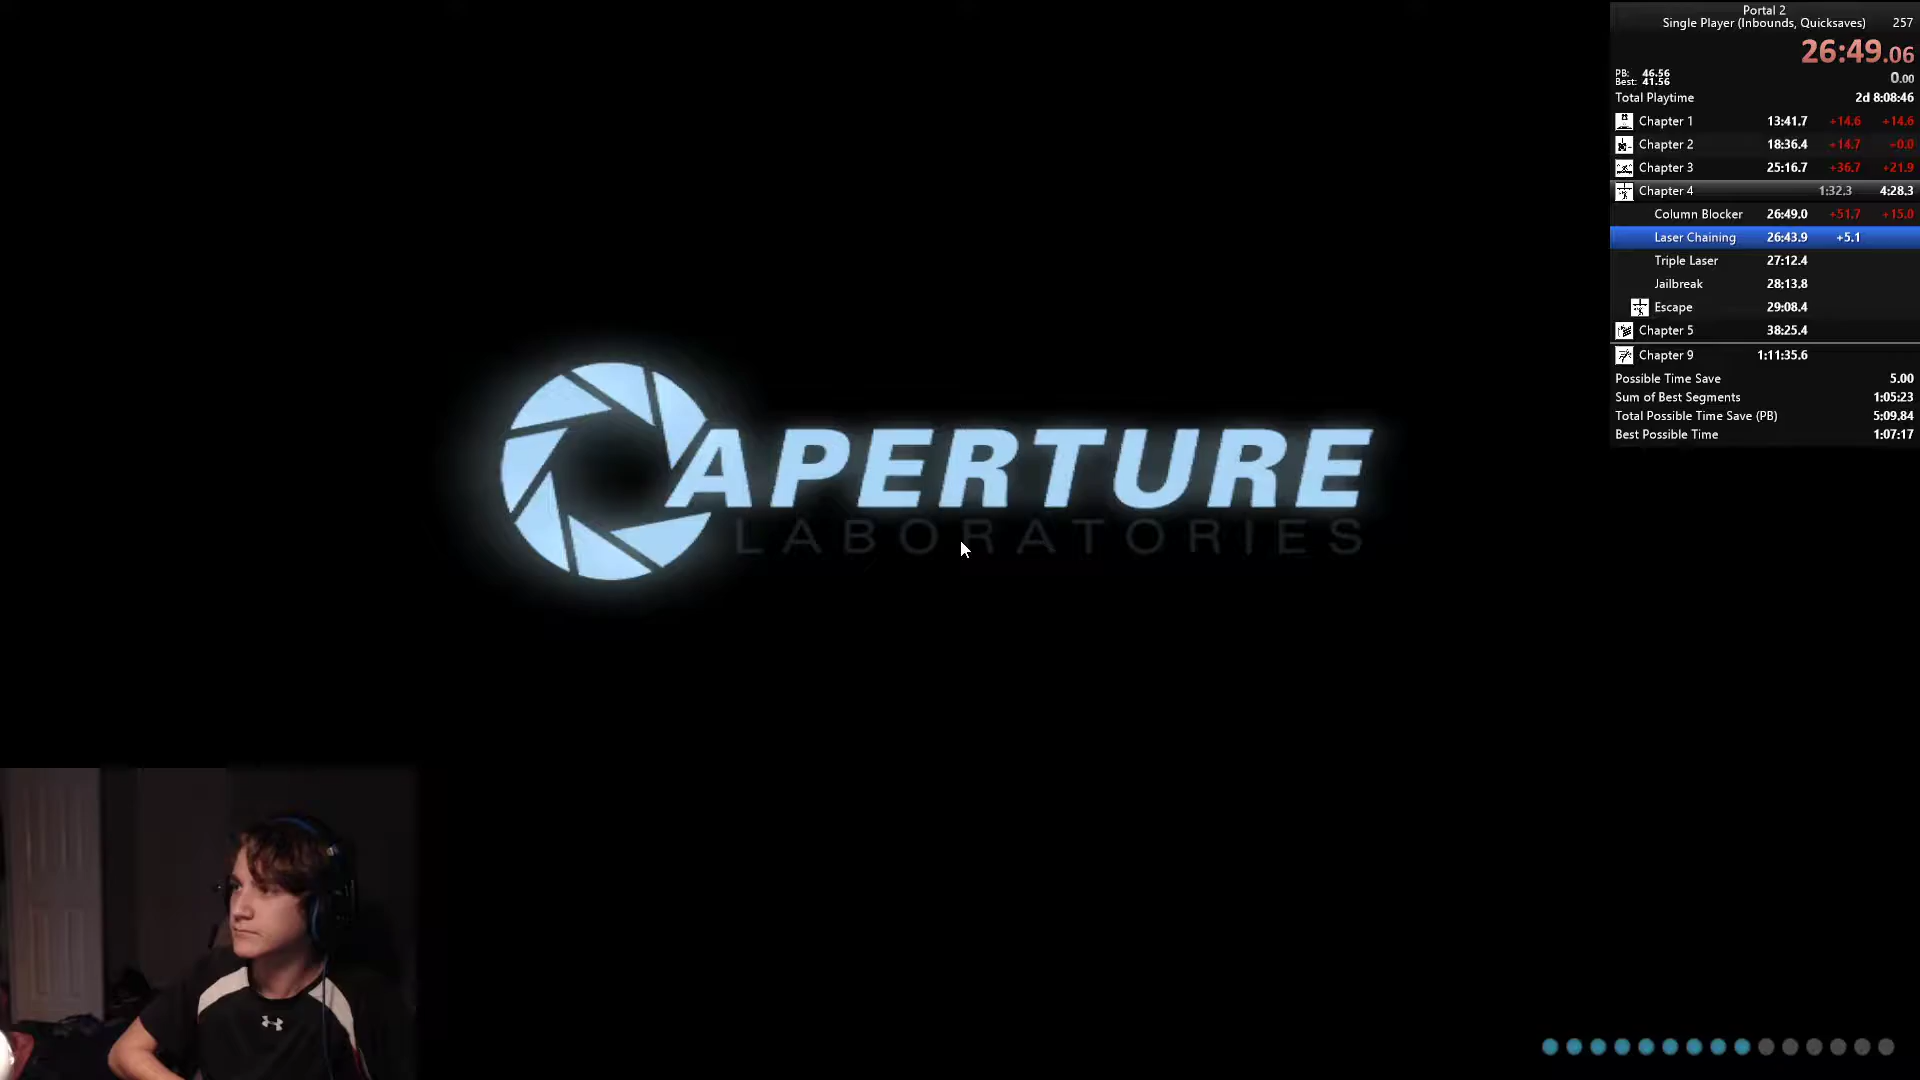 Portal 2
Single Player (Inbounds, Quicksaves) 257
26:49.06
PB: 46.56
Best: 41.56
0.00
Total Playtime 2d 8:08:46
Chapter 1 13:41.7 +14.6 +14.6
Chapter 2 18:36.4 +14.7 -0.0
Chapter 3 25:16.7 +36.7 +21.9
Chapter 4 1:32.3 4:28.3
Column Blocker 26:49.0 +51.7 +15.0
Laser Chaining 26:43.9 +5.1
Triple Laser 27:12.4
Jailbreak 28:13.8
Escape 29:08.4
Chapter 5 38:25.4
Chapter 9 1:11:35.6
Possible Time Save 5.00
Sum of Best Segments 1:05:23
Total Possible Time Save (PB) 5:09.84
Best Possible Time 1:07:17
APERTURE
LABORATORIES